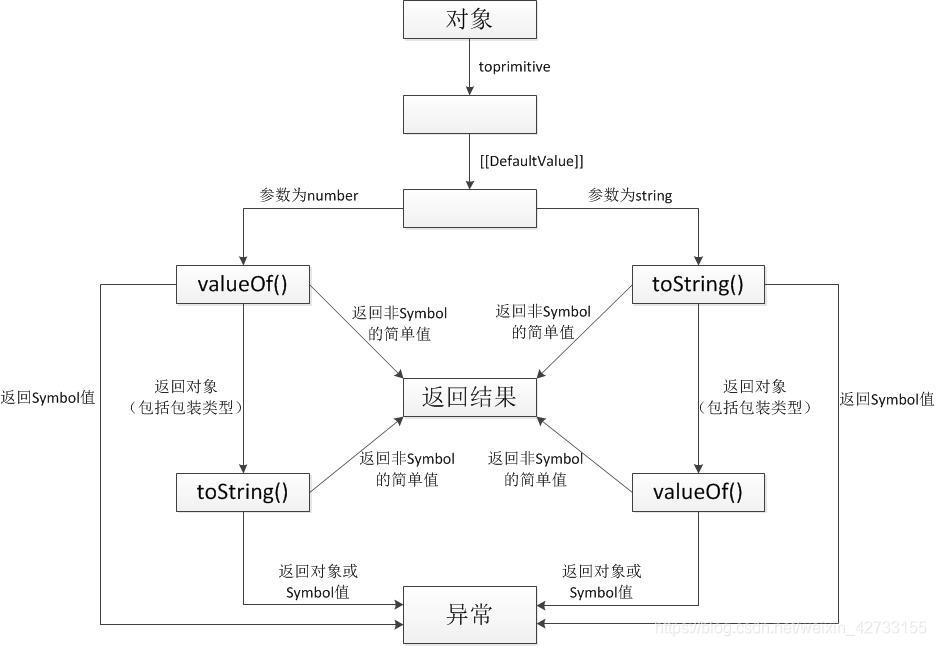 对象
toprimitive
[[DefaultValue]]
参数为number
参数为string
valueOf()
toString()
返回非Symbol
的简单值
返回非Symbol
的简单值
返回Symbol值
返回对象
（包括包装类型）
返回结果
返回对象
（包括包装类型）
返回Symbol值
返回非Symbol
的简单值
返回非Symbol
的简单值
toString()
valueOf()
返回对象或
Symbol值
返回对象或
Symbol值
异常
https://blog.csdn.net/weixin_42733155